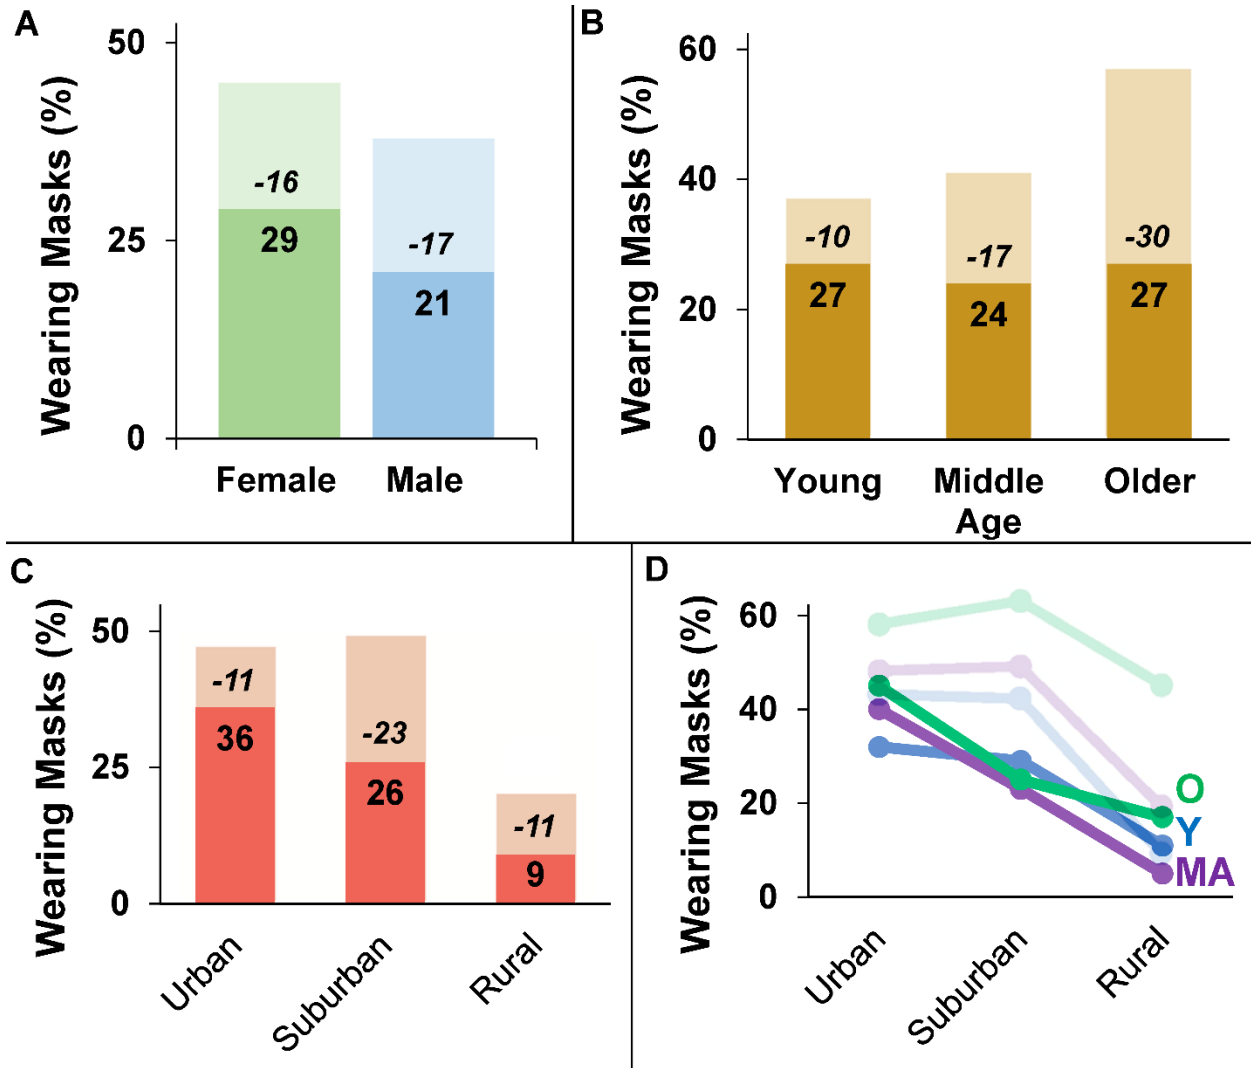 A
Wearing Masks (%)
50
25
0
-16
29
-17
21
Female Male
B
Wearing Masks (%)
60
40
20
0
-10
27
-17
24
-30
27
Young Middle Older
Age
C
Wearing Masks (%)
50
25
0
-11
36
-23
26
-11
9
Urban
Suburban
Rural
D
Wearing Masks (%)
60
40
20
0
O
Y
MA
Urban
Suburban
Rural